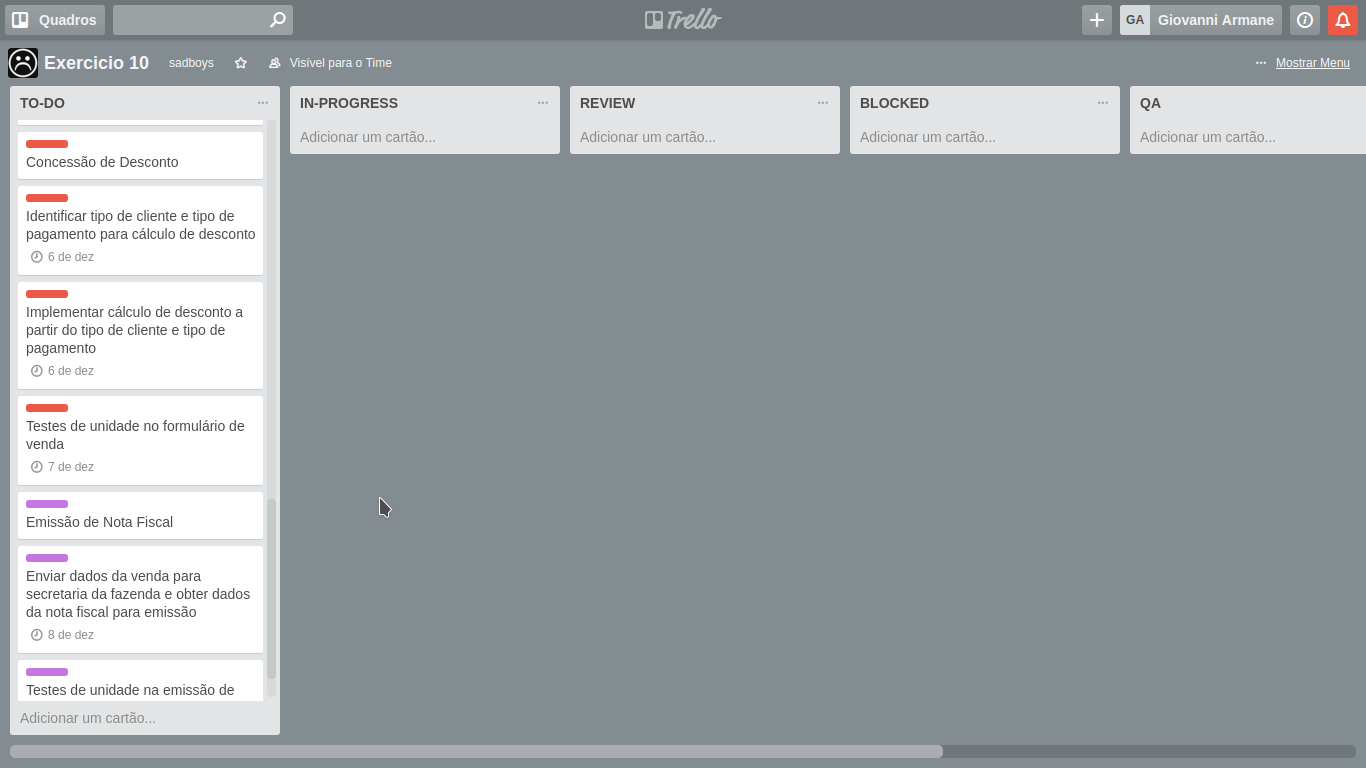 Quadros
Trello
GA Giovanni Armane
Exercicio 10
sadboys
Visível para o Time
Mostrar Menu
TO-DO
Concessão de Desconto
Identificar tipo de cliente e tipo de
pagamento para cálculo de desconto
6 de dez
Implementar cálculo de desconto a
partir do tipo de cliente e tipo de
pagamento
6 de dez
Testes de unidade no formulário de
venda
7 de dez
Emissão de Nota Fiscal
Enviar dados da venda para
secretaria da fazenda e obter dados
da nota fiscal para emissão
8 de dez
Testes de unidade na emissão de
Adicionar um cartão...
IN-PROGRESS
Adicionar um cartão...
REVIEW
Adicionar um cartão...
BLOCKED
Adicionar um cartão...
QA
Adicionar um cartão...